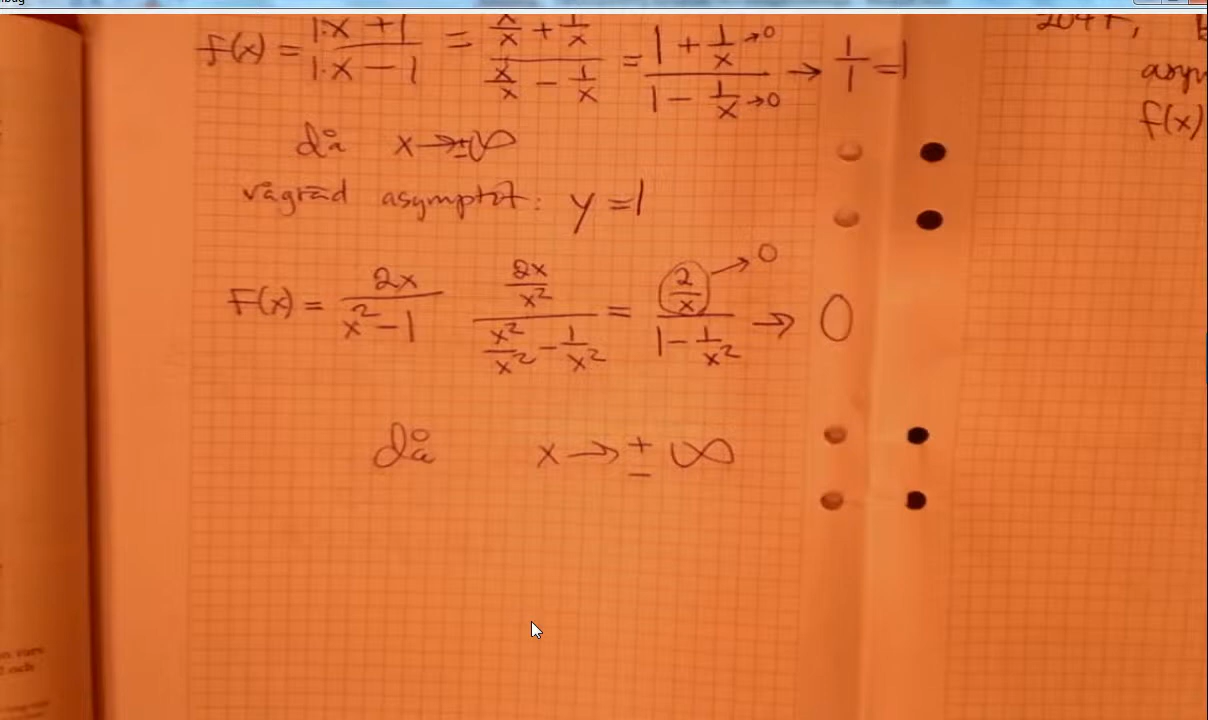 f(x) = (1·x + 1)/(1·x − 1) = (x/x + 1/x)/(x/x − 1/x) = (1 + 1/x→0)/(1 − 1/x→0) → 1/1 = 1
då x → ±∞
vågräd asymptot: y = 1
F(x) = 2x/(x² − 1) (2x/x²)/(x²/x² − 1/x²) = (2/x)/(1 − 1/x²) → 0
→ 0
då x → ± ∞
f(x)